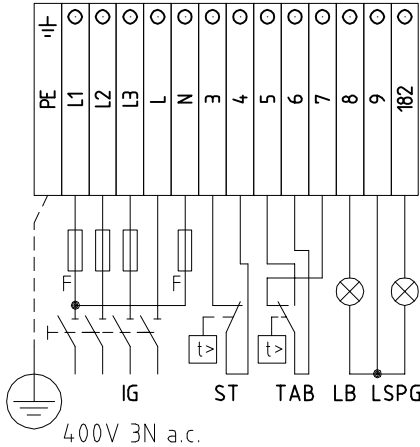 PE L1 L2 L3 L N 3 4 5 6 7 8 9 182
F F
t> t>
IG ST TAB LB LSPG
400V 3N a.c.